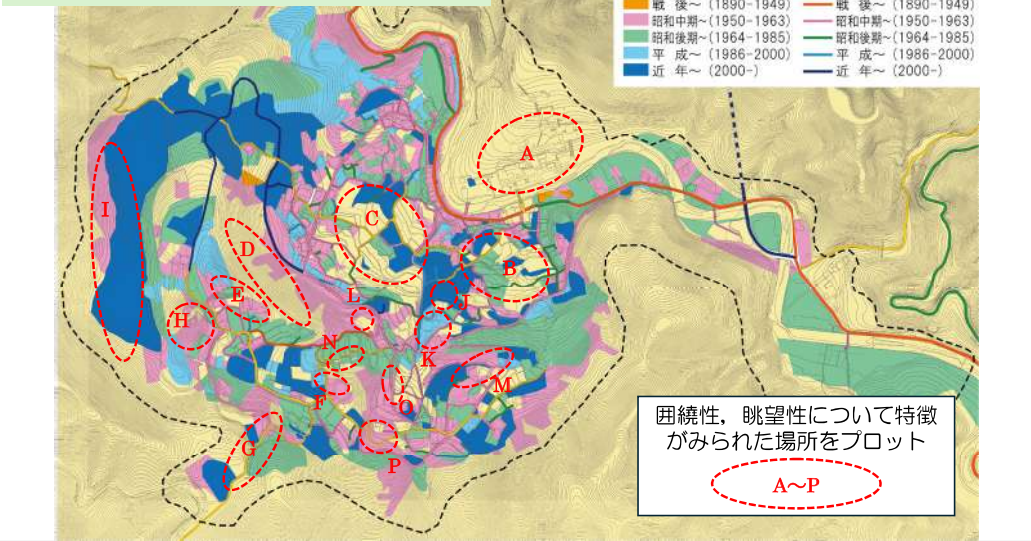 戦 後～（1890-1949）
戦 後～（1890-1949）
昭和中期～(1950-1963)
昭和中期～(1950-1963)
昭和後期～(1964-1985)
昭和後期～(1964-1985)
平 成～（1986-2000）
平 成～（1986-2000）
近 年～（2000-）
近 年～（2000-）
A
I
C
D
B
E
L
J
H
N
K
F
O
M
G
P
囲繞性，眺望性について特徴
がみられた場所をプロット
A～P